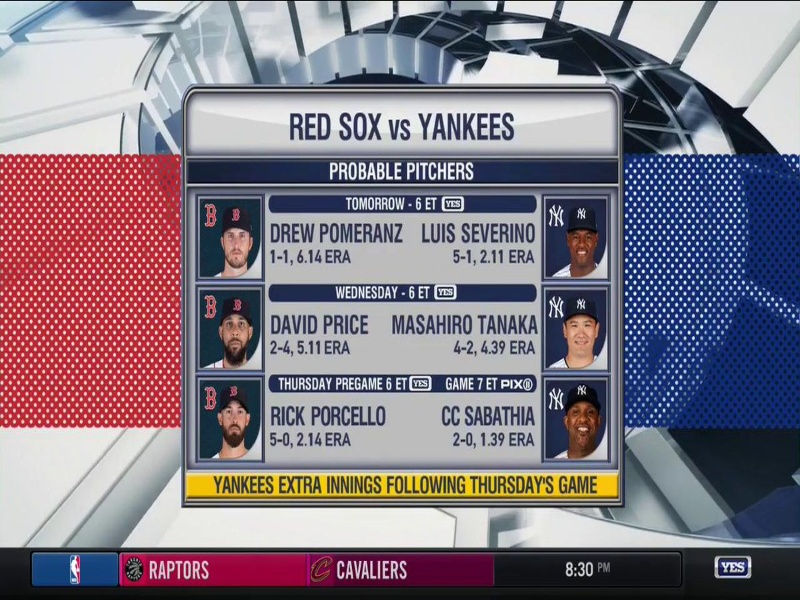 RED SOX vs YANKEES
PROBABLE PITCHERS
TOMORROW - 6 ET YES
DREW POMERANZ LUIS SEVERINO
1-1, 6.14 ERA 5-1, 2.11 ERA
WEDNESDAY - 6 ET YES
DAVID PRICE MASAHIRO TANAKA
2-4, 5.11 ERA 4-2, 4.39 ERA
THURSDAY PREGAME 6 ET YES GAME 7 ET PIX11
RICK PORCELLO CC SABATHIA
5-0, 2.14 ERA 2-0, 1.39 ERA
YANKEES EXTRA INNINGS FOLLOWING THURSDAY'S GAME
RAPTORS CAVALIERS 8:30 PM YES